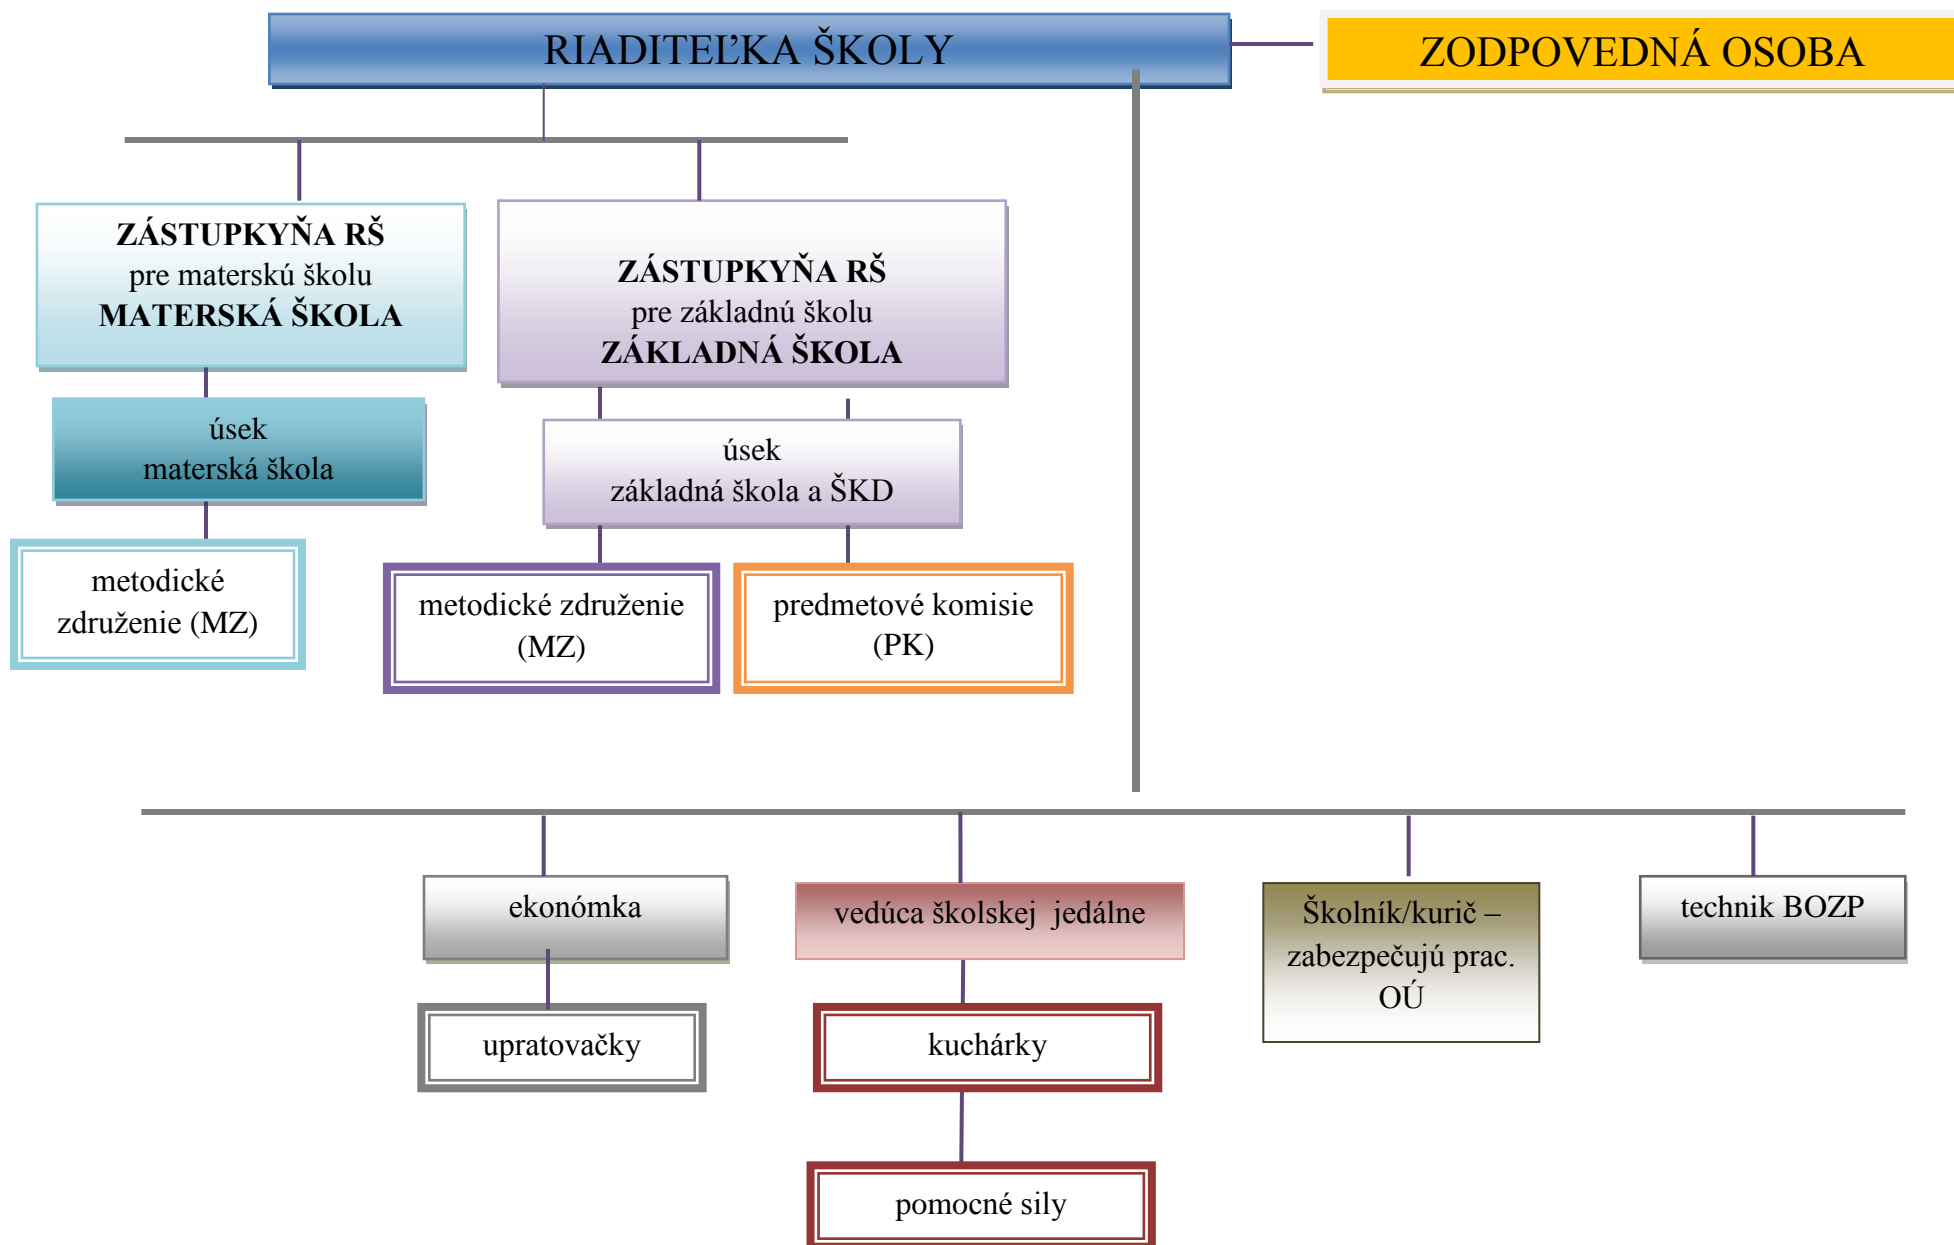 RIADITEĽKA ŠKOLY
ZODPOVEDNÁ OSOBA
ZÁSTUPKYŇA RŠ
pre materskú školu
MATERSKÁ ŠKOLA
ZÁSTUPKYŇA RŠ
pre základnú školu
ZÁKLADNÁ ŠKOLA
úsek
materská škola
úsek
základná škola a ŠKD
metodické
združenie (MZ)
metodické združenie
(MZ)
predmetové komisie
(PK)
ekonómka
vedúca školskej  jedálne
Školník/kurič –
zabezpečujú prac.
OÚ
technik BOZP
upratovačky
kuchárky
pomocné sily